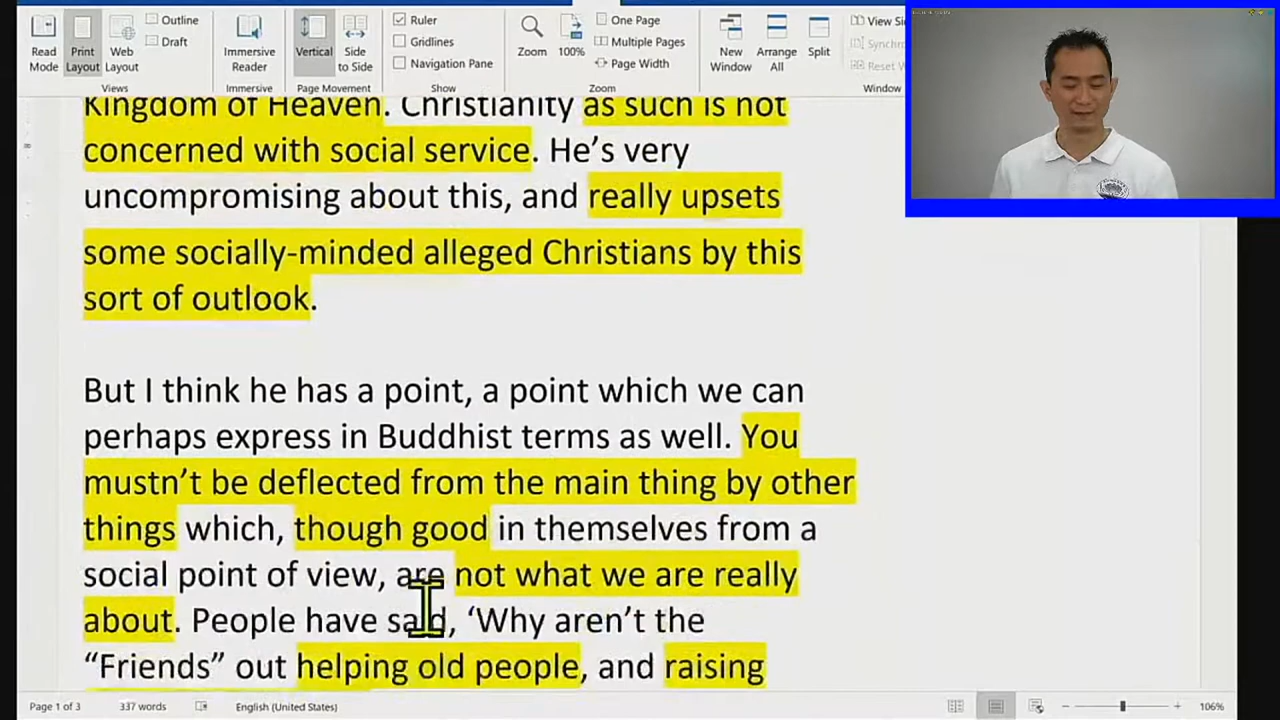 Outline
Draft
Read Mode
Print Layout
Web Layout
Views
Immersive Reader
Immersive
Vertical
Side to Side
Page Movement
Ruler
Gridlines
Navigation Pane
Show
Zoom
100%
One Page
Multiple Pages
Page Width
Zoom
New Window
Arrange All
Split
View Si
Synchro
Reset W
Window
Kingdom of Heaven. Christianity as such is not
concerned with social service. He's very
uncompromising about this, and really upsets
some socially-minded alleged Christians by this
sort of outlook.
But I think he has a point, a point which we can
perhaps express in Buddhist terms as well. You
mustn't be deflected from the main thing by other
things which, though good in themselves from a
social point of view, are not what we are really
about. People have said, 'Why aren't the
"Friends" out helping old people, and raising
Page 1 of 3
337 words
English (United States)
106%